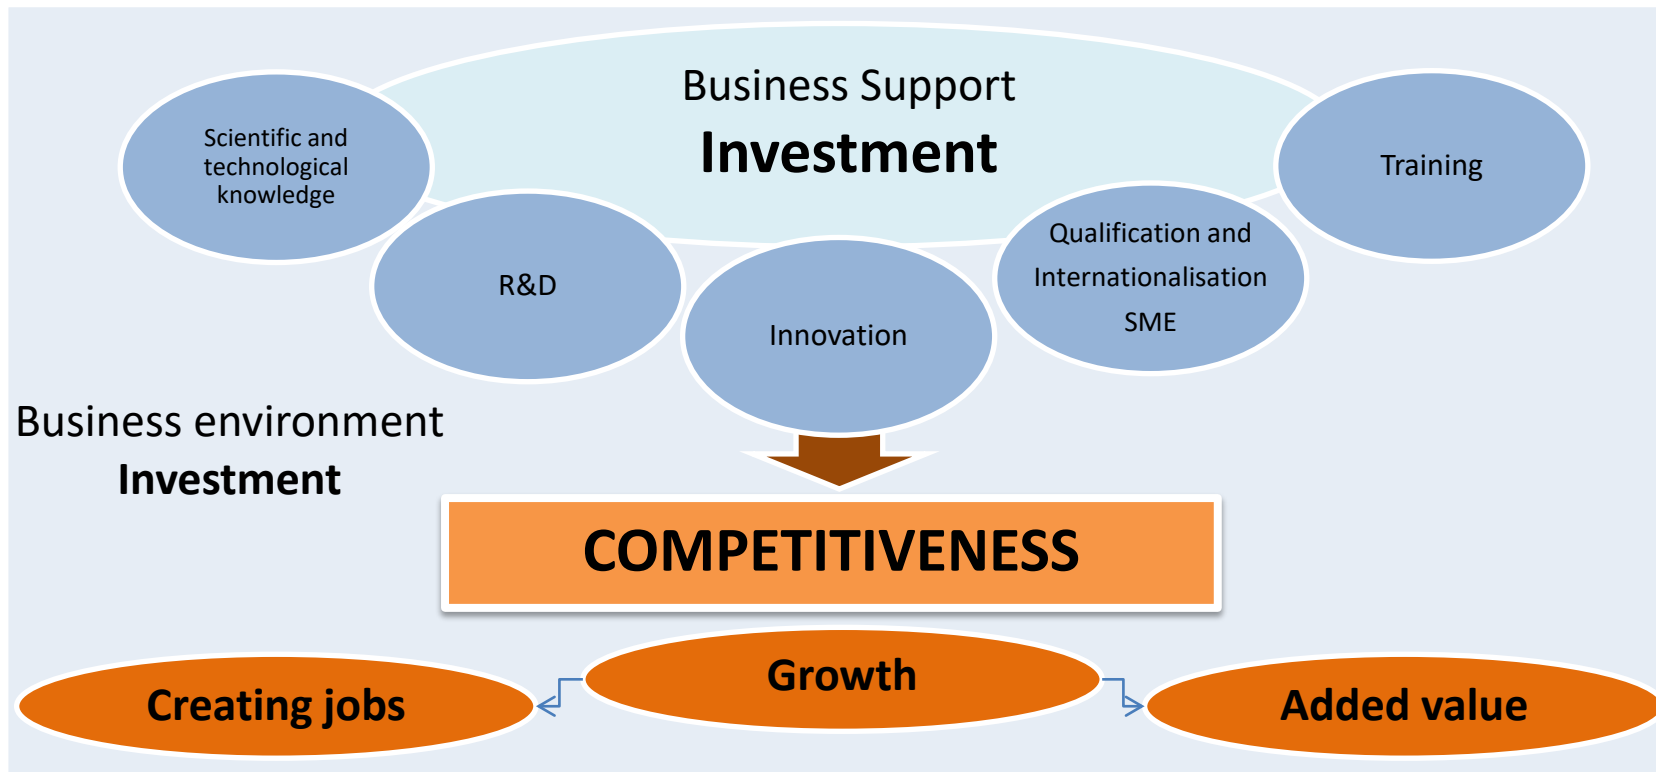 Business Support
Investment
Scientific and
technological
knowledge
R&D
Innovation
Qualification and
Internationalisation
SME
Training
Business environment
Investment
COMPETITIVENESS
Creating jobs
Growth
Added value